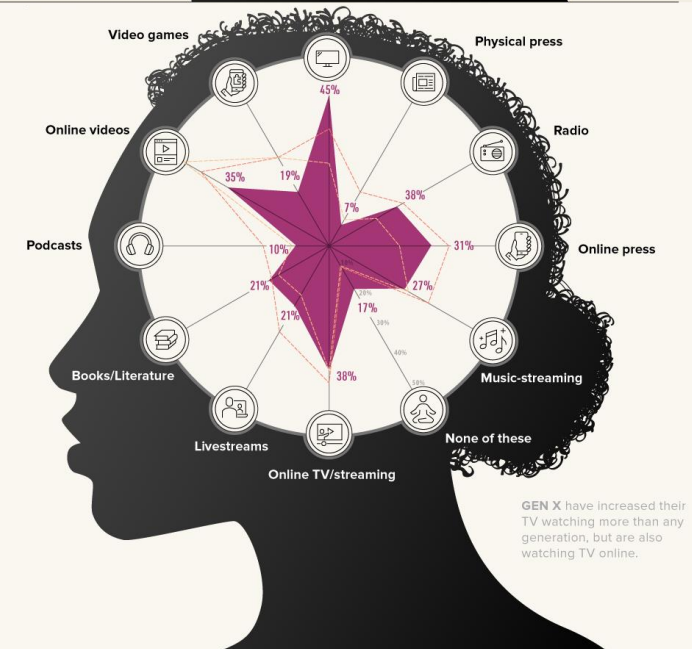 Video games
Physical press
45%
Online videos
Radio
35%
19%
7%
38%
Podcasts
10%
31%
Online press
10%
21%
27%
20%
21%
17%
30%
40%
38%
50%
Books/Literature
Music-streaming
Livestreams
None of these
Online TV/streaming
GEN X have increased their
TV watching more than any
generation, but are also
watching TV online.